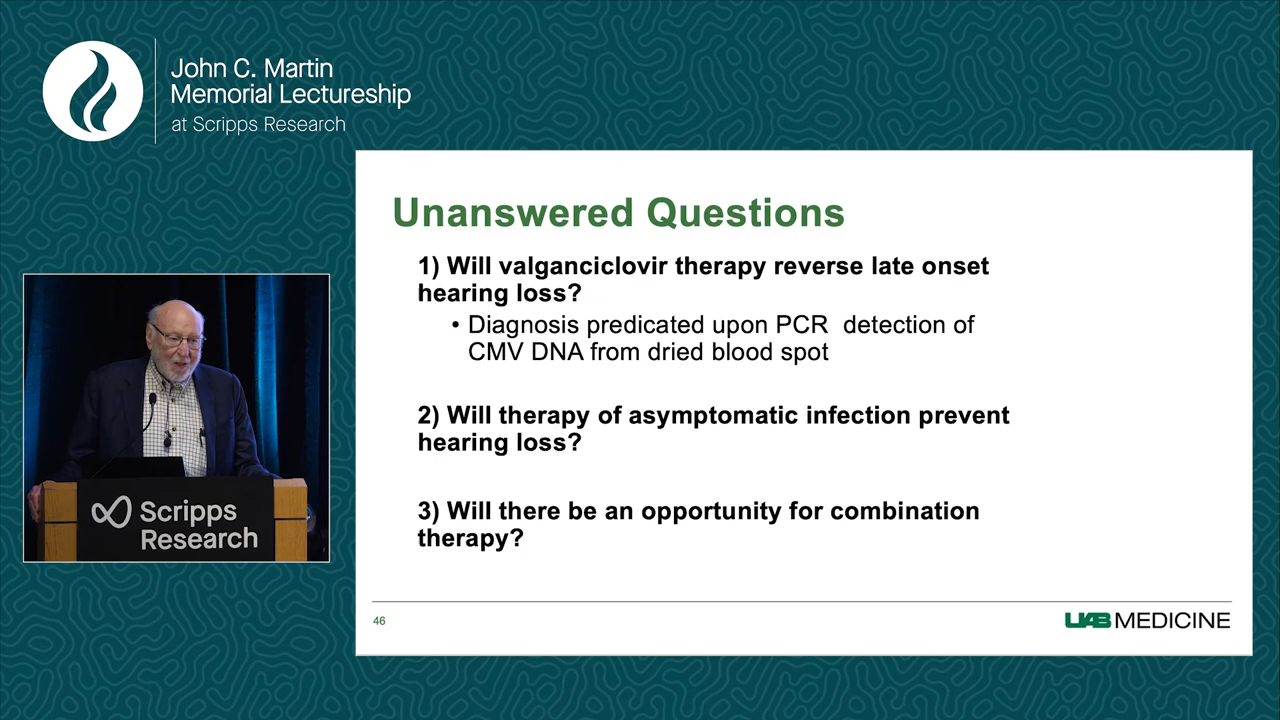 John C. Martin
Memorial Lectureship
at Scripps Research
Unanswered Questions
1) Will valganciclovir therapy reverse late onset
hearing loss?
• Diagnosis predicated upon PCR detection of
CMV DNA from dried blood spot
2) Will therapy of asymptomatic infection prevent
hearing loss?
3) Will there be an opportunity for combination
therapy?
46
UAB MEDICINE
Scripps
Research